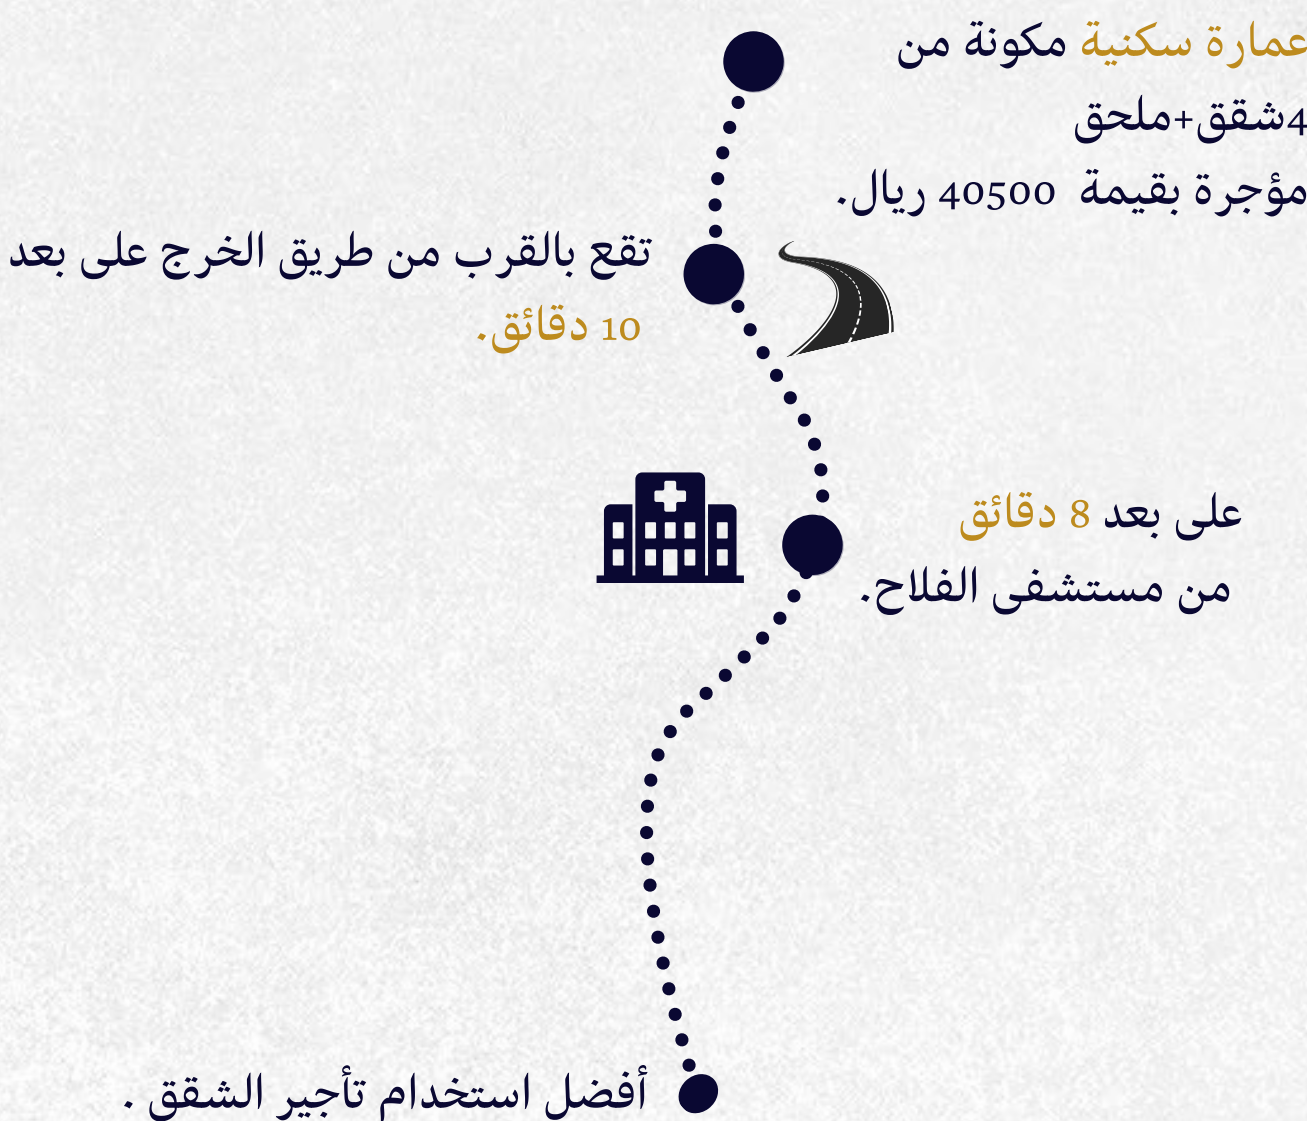 عمارة سكنية مكونة من
4شقق+ملحق
مؤجرة بقيمة 40500 ريال.
تقع بالقرب من طريق الخرج على بعد
10 دقائق.
على بعد 8 دقائق
من مستشفى الفلاح.
أفضل استخدام تأجير الشقق .